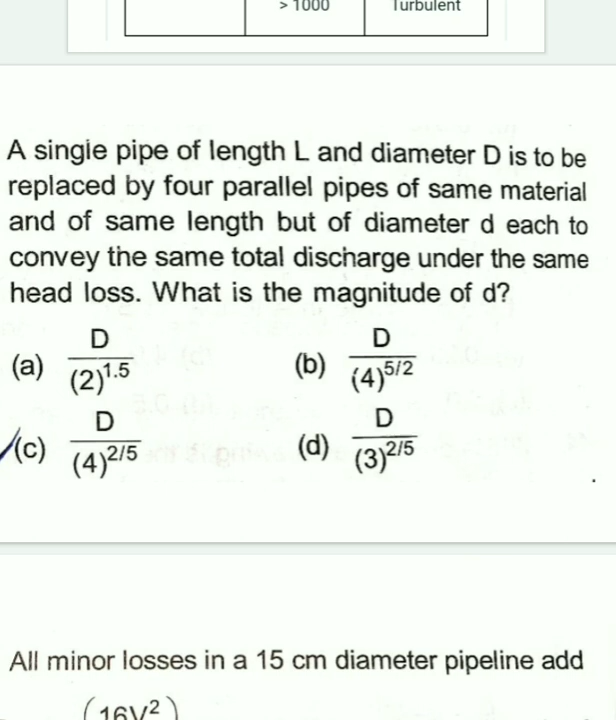 > 1000 Turbulent
A single pipe of length L and diameter D is to be
replaced by four parallel pipes of same material
and of same length but of diameter d each to
convey the same total discharge under the same
head loss. What is the magnitude of d?
(a) D/(2)^1.5 (b) D/(4)^5/2
(c) D/(4)^2/5 (d) D/(3)^2/5
All minor losses in a 15 cm diameter pipeline add
(16V²)